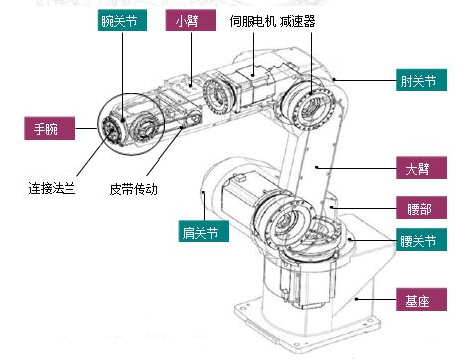 腕关节
小臂
伺服电机 减速器
肘关节
手腕
连接法兰
皮带传动
大臂
腰部
肩关节
腰关节
基座